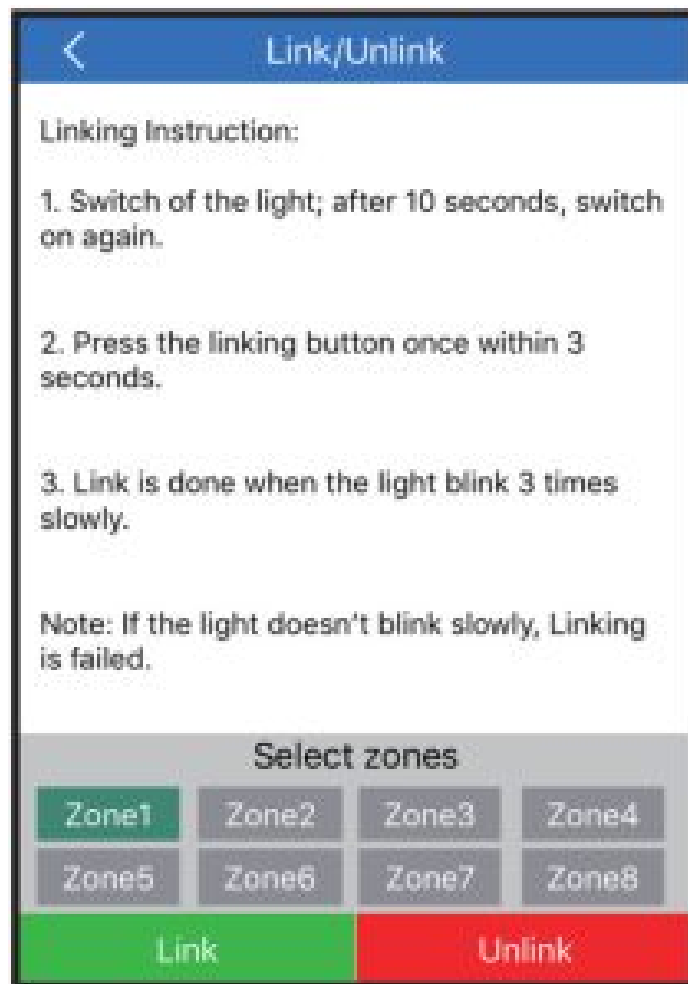 Link/Unlink
Linking Instruction:
1. Switch of the light; after 10 seconds, switch
on again.
2. Press the linking button once within 3
seconds.
3. Link is done when the light blink 3 times
slowly.
Note: If the light doesn't blink slowly, Linking
is failed.
Select zones
Zone1 Zone2 Zone3 Zone4
Zone5 Zone6 Zone7 Zone8
Link Unlink